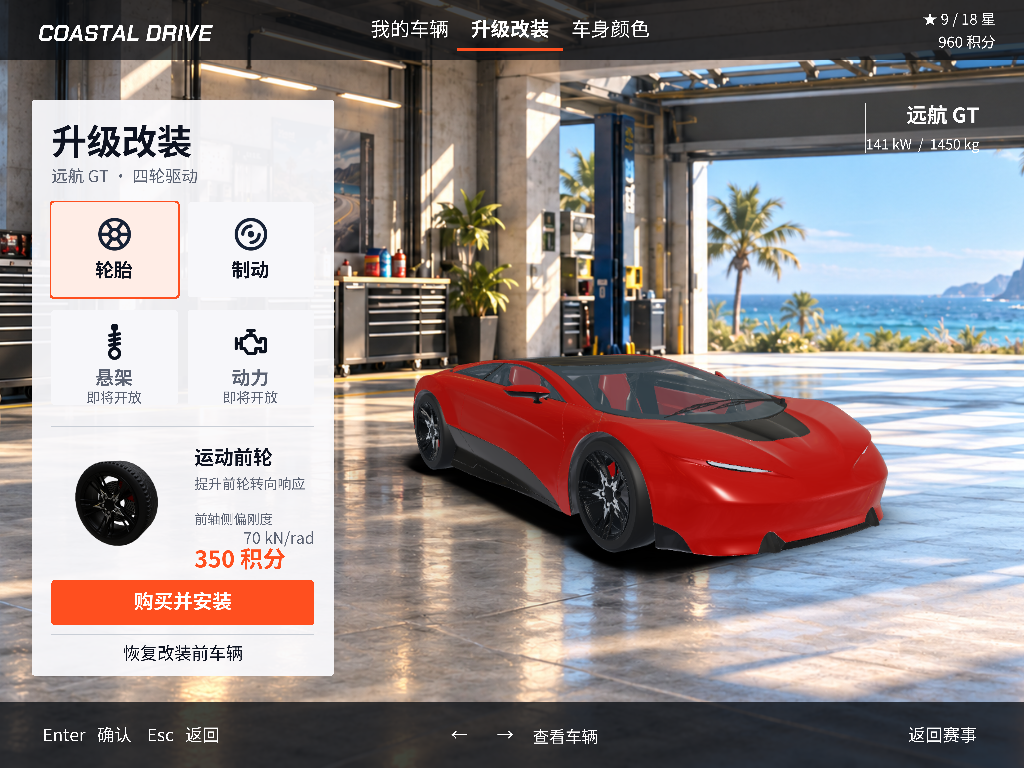 COASTAL DRIVE
我的车辆 升级改装 车身颜色
★ 9 / 18 星
960 积分
升级改装
远航 GT · 四轮驱动
远航 GT
141 kW / 1450 kg
轮胎
制动
悬架
即将开放
动力
即将开放
运动前轮
提升前轮转向响应
前轴侧偏刚度
70 kN/rad
350 积分
购买并安装
恢复改装前车辆
Enter 确认 Esc 返回
← → 查看车辆
返回赛事